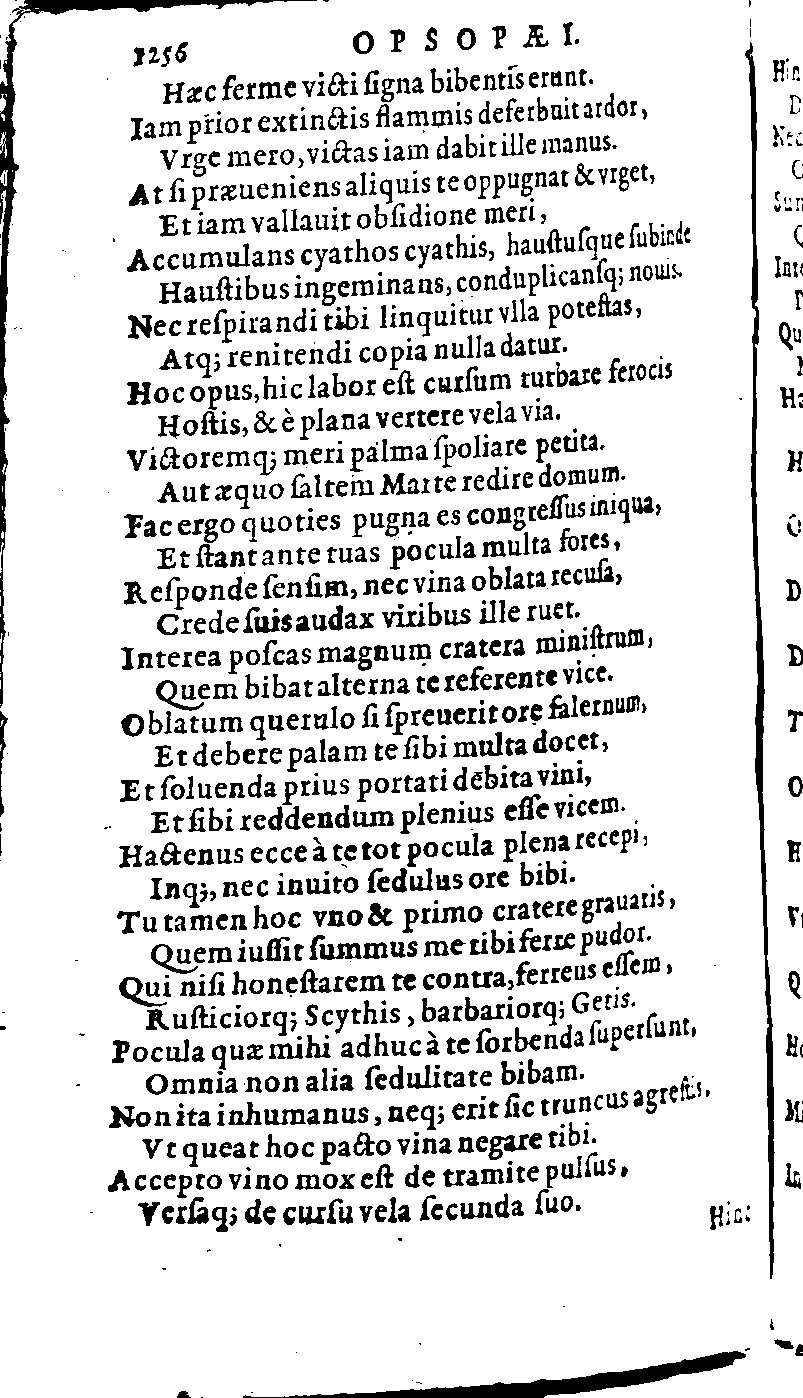 1256 OPSOPÆI.
Hæc ferme victi ſigna bibentis erunt.
Iam prior extinctis flammis deferbuit ardor,
Vrge mero, victas iam dabit ille manus.
At ſi præueniens aliquis te oppugnat & vrget,
Et iam vallauit obſidione meri,
Accumulans cyathos cyathis, hauſtuſque ſubinde
Hauſtibus ingeminans, conduplicanſq; nouis.
Nec reſpirandi tibi linquitur vlla poteſtas,
Atq; renitendi copia nulla datur.
Hoc opus, hic labor eſt curſum turbare ferocis
Hoſtis, & è plana vertere vela via.
Victoremq; meri palma ſpoliare petita.
Aut æquo ſaltem Marte redire domum.
Fac ergo quoties pugna es congreſſus iniqua,
Et ſtant ante tuas pocula multa fores,
Reſponde ſenſim, nec vina oblata recuſa,
Crede ſuis audax viribus ille ruet.
Interea poſcas magnum cratera miniſtrum,
Quem bibat alterna te referente vice.
Oblatum querulo ſi ſpreuerit ore falernum,
Et debere palam te ſibi multa docet,
Et ſoluenda prius portati debita vini,
Et ſibi reddendum plenius eſſe vicem.
Hactenus ecce à te tot pocula plena recepi,
Inq;, nec inuito ſedulus ore bibi.
Tu tamen hoc vno & primo cratere grauaris,
Quem iuſſit ſummus me tibi ferre pudor.
Qui niſi honeſtarem te contra, ferreus eſſem,
Ruſticiorq; Scythis, barbariorq; Getis.
Pocula quæ mihi adhuc à te ſorbenda ſuperſunt,
Omnia non alia ſedulitate bibam.
Non ita inhumanus, neq; erit ſic truncus agreſtis,
Vt queat hoc pacto vina negare tibi.
Accepto vino mox eſt de tramite pulſus,
Verſaq; de curſu vela ſecunda ſuo.
Hin